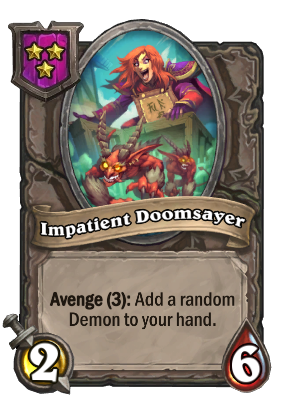 Impatient Doomsayer
Avenge (3): Add a random
Demon to your hand.
2
6